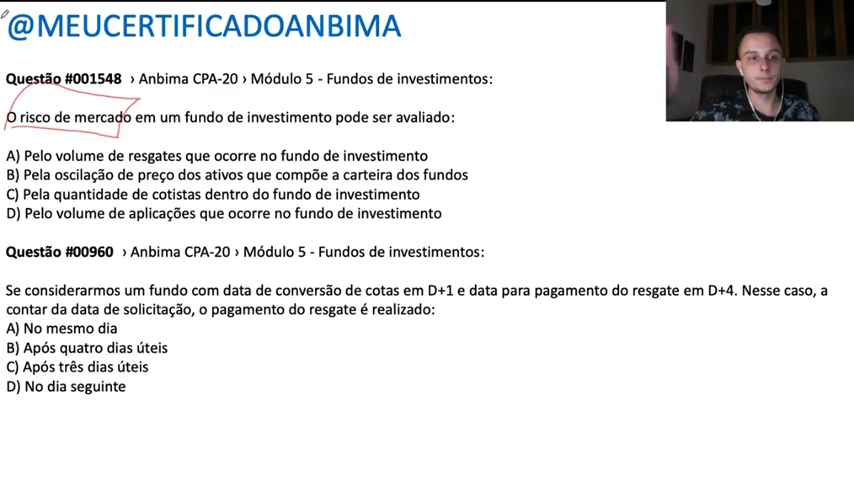 @MEUCERTIFICADOANBIMA
Questão #001548 › Anbima CPA-20 › Módulo 5 - Fundos de investimentos:
O risco de mercado em um fundo de investimento pode ser avaliado:
A) Pelo volume de resgates que ocorre no fundo de investimento
B) Pela oscilação de preço dos ativos que compõe a carteira dos fundos
C) Pela quantidade de cotistas dentro do fundo de investimento
D) Pelo volume de aplicações que ocorre no fundo de investimento
Questão #00960 › Anbima CPA-20 › Módulo 5 - Fundos de investimentos:
Se considerarmos um fundo com data de conversão de cotas em D+1 e data para pagamento do resgate em D+4. Nesse caso, a
contar da data de solicitação, o pagamento do resgate é realizado:
A) No mesmo dia
B) Após quatro dias úteis
C) Após três dias úteis
D) No dia seguinte